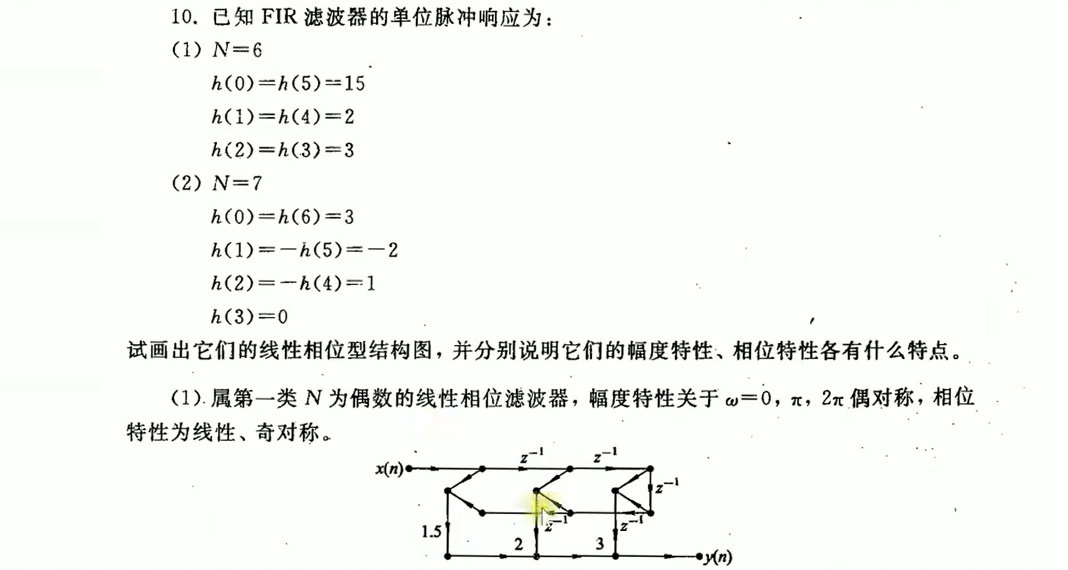 10. 已知 FIR 滤波器的单位脉冲响应为：
(1) N=6
h(0)=h(5)=15
h(1)=h(4)=2
h(2)=h(3)=3
(2) N=7
h(0)=h(6)=3
h(1)=-h(5)=-2
h(2)=-h(4)=1
h(3)=0
试画出它们的线性相位型结构图，并分别说明它们的幅度特性、相位特性各有什么特点。
(1). 属第一类 N 为偶数的线性相位滤波器，幅度特性关于 ω=0，π，2π 偶对称，相位
特性为线性、奇对称。
z⁻¹ z⁻¹
x(n)
z⁻¹
z⁻¹ z⁻¹
1.5 2 3
y(n)